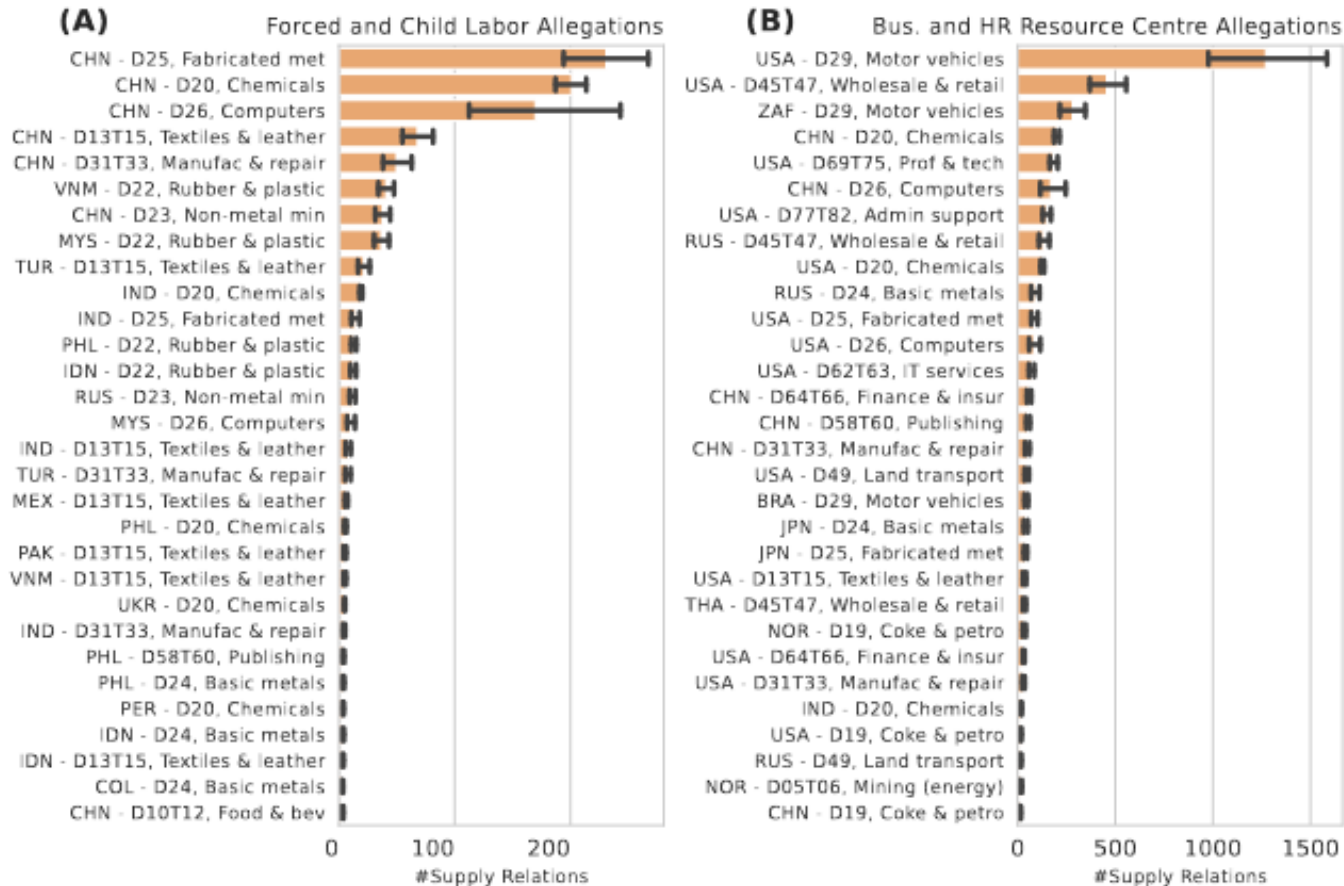 (A) Forced and Child Labor Allegations
CHN - D25, Fabricated met
CHN - D20, Chemicals
CHN - D26, Computers
CHN - D13T15, Textiles & leather
CHN - D31T33, Manufac & repair
VNM - D22, Rubber & plastic
CHN - D23, Non-metal min
MYS - D22, Rubber & plastic
TUR - D13T15, Textiles & leather
IND - D20, Chemicals
IND - D25, Fabricated met
PHL - D22, Rubber & plastic
IDN - D22, Rubber & plastic
RUS - D23, Non-metal min
MYS - D26, Computers
IND - D13T15, Textiles & leather
TUR - D31T33, Manufac & repair
MEX - D13T15, Textiles & leather
PHL - D20, Chemicals
PAK - D13T15, Textiles & leather
VNM - D13T15, Textiles & leather
UKR - D20, Chemicals
IND - D31T33, Manufac & repair
PHL - D58T60, Publishing
PHL - D24, Basic metals
PER - D20, Chemicals
IDN - D24, Basic metals
IDN - D13T15, Textiles & leather
COL - D24, Basic metals
CHN - D10T12, Food & bev
0 100 200
#Supply Relations
(B) Bus. and HR Resource Centre Allegations
USA - D29, Motor vehicles
USA - D45T47, Wholesale & retail
ZAF - D29, Motor vehicles
CHN - D20, Chemicals
USA - D69T75, Prof & tech
CHN - D26, Computers
USA - D77T82, Admin support
RUS - D45T47, Wholesale & retail
USA - D20, Chemicals
RUS - D24, Basic metals
USA - D25, Fabricated met
USA - D26, Computers
USA - D62T63, IT services
CHN - D64T66, Finance & insur
CHN - D58T60, Publishing
CHN - D31T33, Manufac & repair
USA - D49, Land transport
BRA - D29, Motor vehicles
JPN - D24, Basic metals
JPN - D25, Fabricated met
USA - D13T15, Textiles & leather
THA - D45T47, Wholesale & retail
NOR - D19, Coke & petro
USA - D64T66, Finance & insur
USA - D31T33, Manufac & repair
IND - D20, Chemicals
USA - D19, Coke & petro
RUS - D49, Land transport
NOR - D05T06, Mining (energy)
CHN - D19, Coke & petro
0 500 1000 1500
#Supply Relations